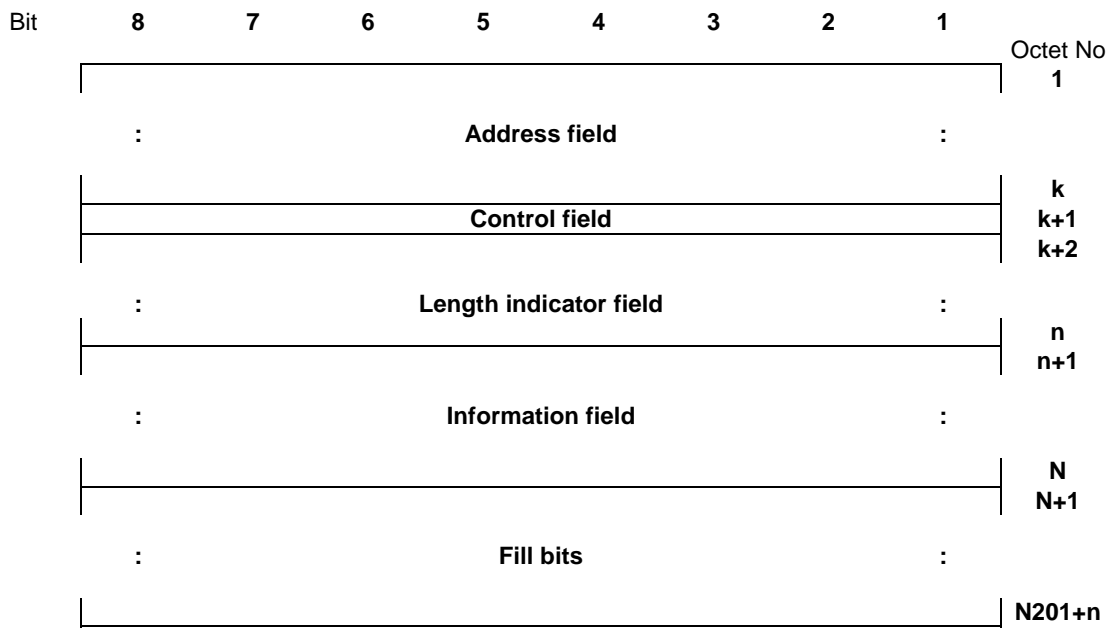 Bit 8 7 6 5 4 3 2 1
Octet No
1
: Address field :
k
Control field k+1
k+2
: Length indicator field :
n
n+1
: Information field :
N
N+1
: Fill bits :
N201+n